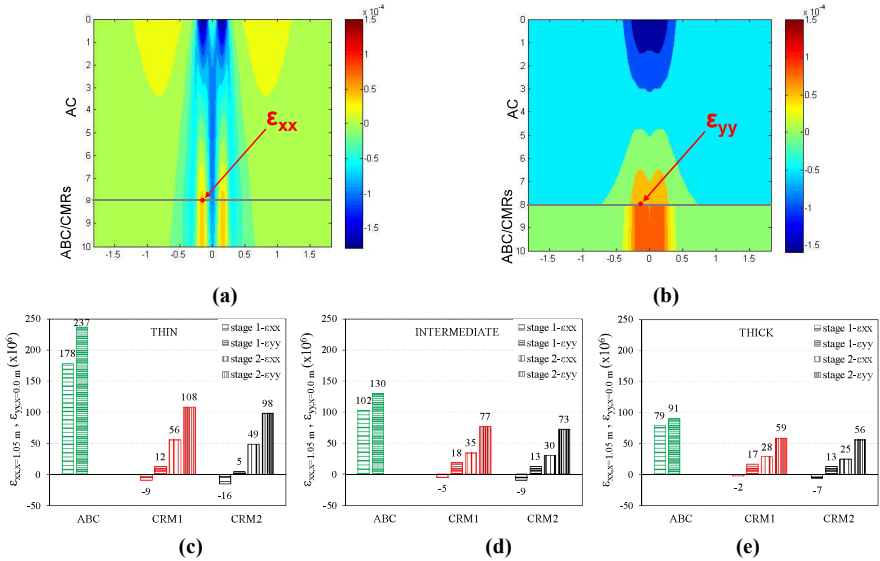 x 10⁻⁴
0
1
2
3
4
5
6
7
8
9
10
AC
ABC/CMRs
-1.5 -1 -0.5 0 0.5 1 1.5
εxx
1.5
1
0.5
0
-0.5
-1
-1.5
(a)
x 10⁻⁴
0
1
2
3
4
5
6
7
8
9
10
AC
ABC/CMRs
-1.5 -1 -0.5 0 0.5 1 1.5
εyy
1.5
1
0.5
0
-0.5
-1
-1.5
(b)
εxx,x=1.05 m , εyy,x=0.0 m (x10⁶)
250
200
150
100
50
0
-50
THIN
stage 1-εxx
stage 1-εyy
stage 2-εxx
stage 2-εyy
178 237
-9 12 56 108
-16 5 49 98
ABC CRM1 CRM2
(c)
εxx,x=1.05 m , εyy,x=0.0 m (x10⁶)
250
200
150
100
50
0
-50
INTERMEDIATE
stage 1-εxx
stage 1-εyy
stage 2-εxx
stage 2-εyy
102 130
-5 18 35 77
-9 13 30 73
ABC CRM1 CRM2
(d)
εxx,x=1.05 m , εyy,x=0.0 m (x10⁶)
250
200
150
100
50
0
-50
THICK
stage 1-εxx
stage 1-εyy
stage 2-εxx
stage 2-εyy
79 91
-2 17 28 59
-7 13 25 56
ABC CRM1 CRM2
(e)